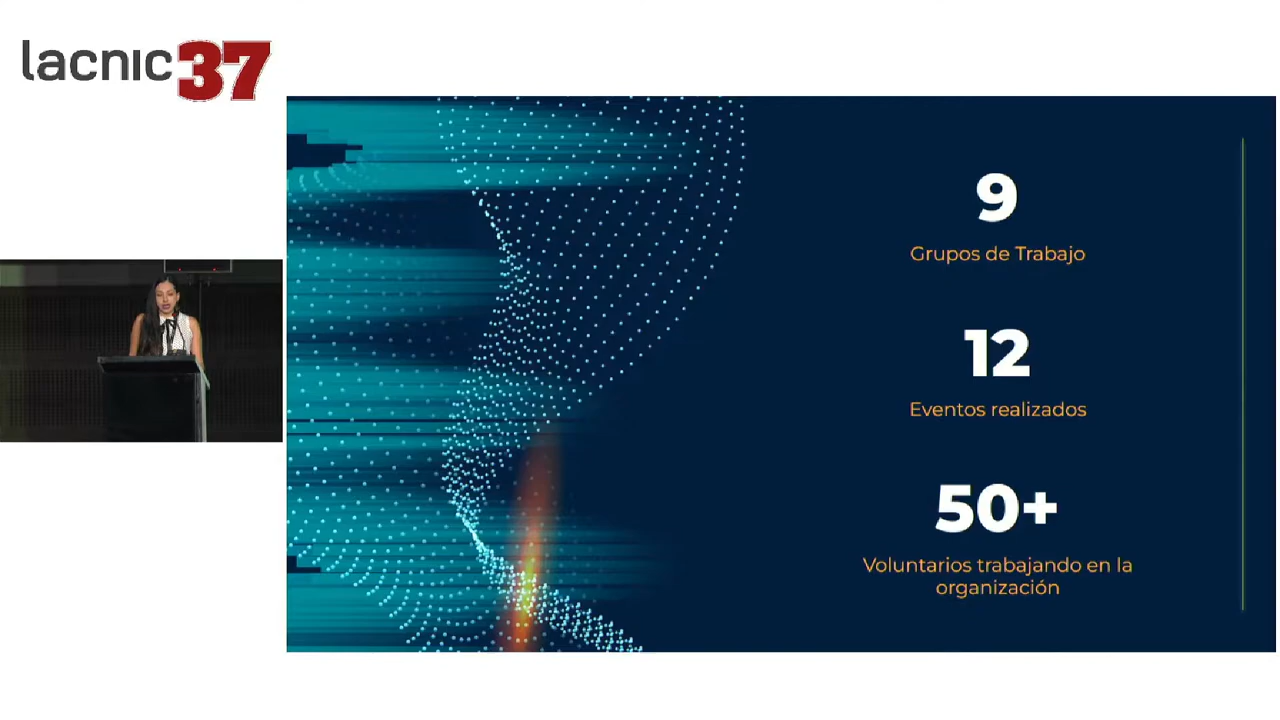 lacnic37
9
Grupos de Trabajo
12
Eventos realizados
50+
Voluntarios trabajando en la
organización